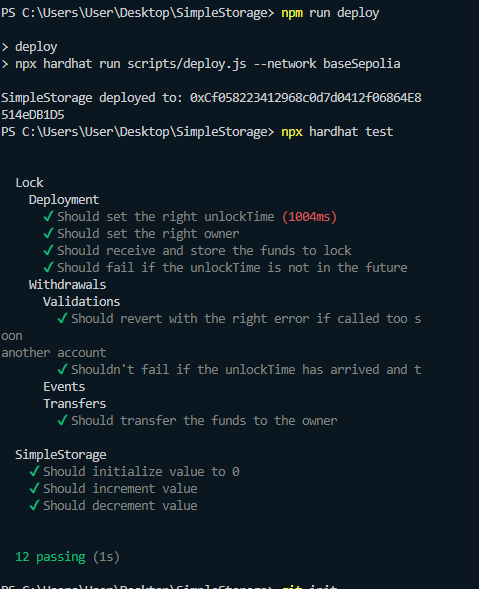 PS C:\Users\User\Desktop\SimpleStorage> npm run deploy
> deploy
> npx hardhat run scripts/deploy.js --network baseSepolia
SimpleStorage deployed to: 0xCf058223412968c0d7d0412f06864E8
514eDB1D5
PS C:\Users\User\Desktop\SimpleStorage> npx hardhat test
Lock
Deployment
✓ Should set the right unlockTime (1004ms)
✓ Should set the right owner
✓ Should receive and store the funds to lock
✓ Should fail if the unlockTime is not in the future
Withdrawals
Validations
✓ Should revert with the right error if called too s
oon
another account
✓ Shouldn't fail if the unlockTime has arrived and t
Events
Transfers
✓ Should transfer the funds to the owner
SimpleStorage
✓ Should initialize value to 0
✓ Should increment value
✓ Should decrement value
12 passing (1s)
PS C:\Users\User\Desktop\SimpleStorage> git init